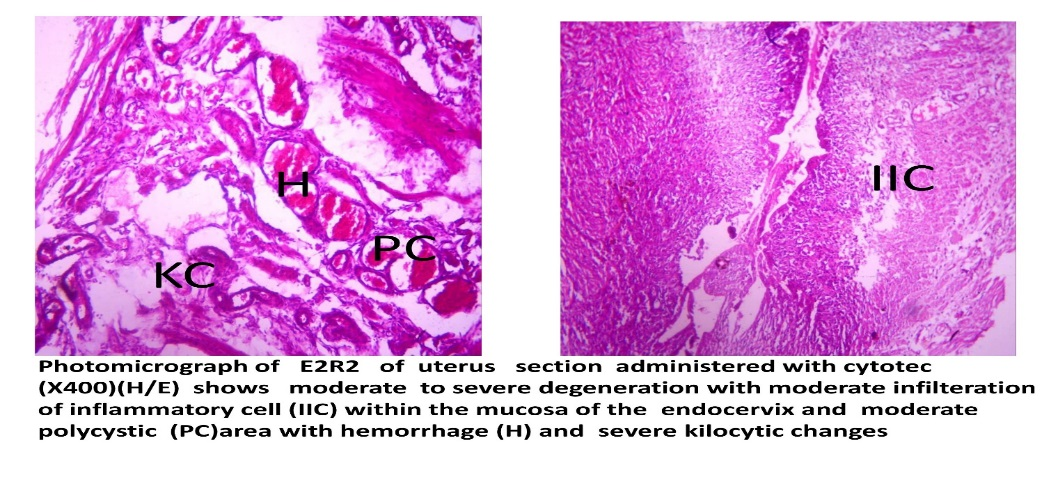 H
PC
KC
IIC
Photomicrograph of E2R2 of uterus section administered with cytotec
(X400)(H/E) shows moderate to severe degeneration with moderate infilteration
of inflammatory cell (IIC) within the mucosa of the endocervix and moderate
polycystic (PC)area with hemorrhage (H) and severe kilocytic changes